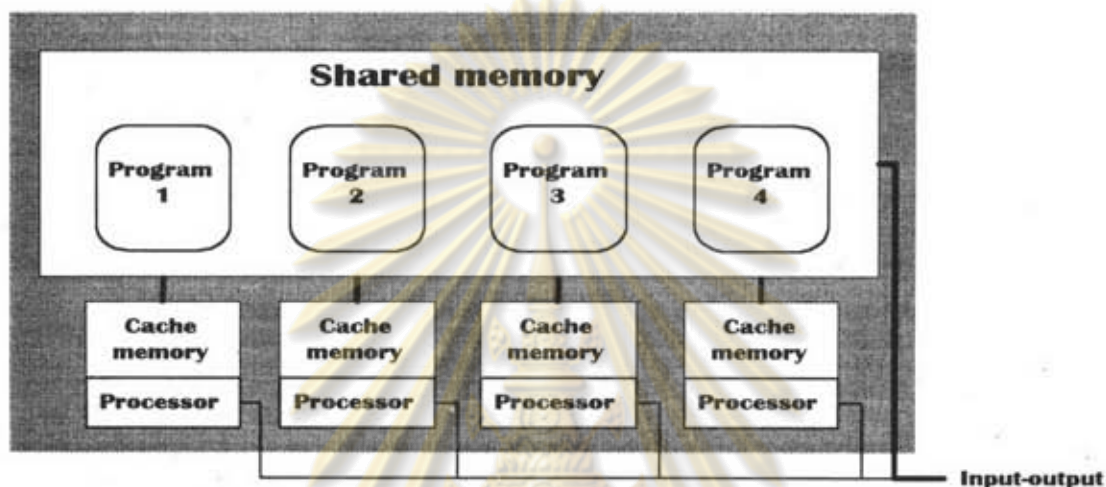 Shared memory
Program
1
Program
2
Program
3
Program
4
Cache
memory
Processor
Cache
memory
Processor
Cache
memory
Processor
Cache
memory
Processor
Input-output